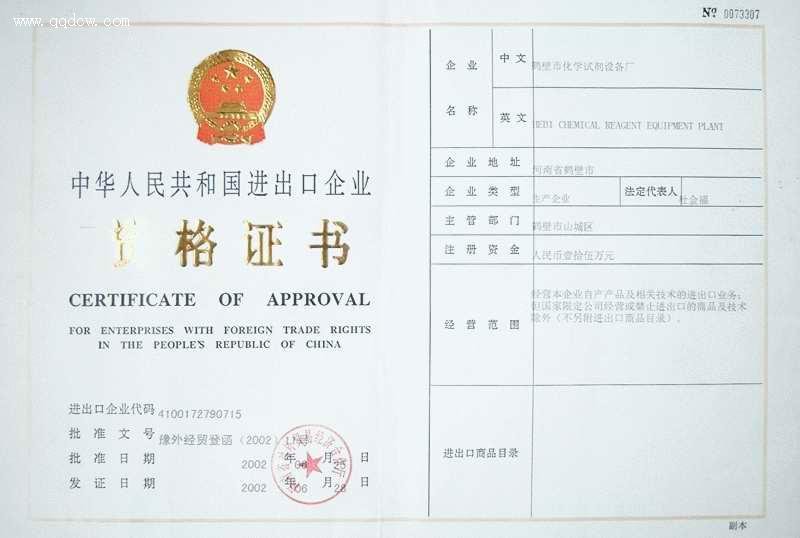 www.qqdcw.com
中华人民共和国进出口企业
资格证书
CERTIFICATE OF APPROVAL
FOR ENTERPRISES WITH FOREIGN TRADE RIGHTS
IN THE PEOPLE'S REPUBLIC OF CHINA
进出口企业代码 4100172790715
批准文号 豫外经贸登函(2002)
批准日期 2002 年 06 月 25 日
发证日期 2002 年 06 月 28 日
Nº 0073307
企业名称 中文 鹤壁市化学试剂设备厂
英文 HEBI CHEMICAL REAGENT EQUIPMENT PLANT
企业地址 河南省鹤壁市
企业类型 生产企业 法定代表人 杜金福
主管部门 鹤壁市山城区
注册资金 人民币壹拾伍万元
经营范围
经营本企业自产产品及相关技术的进出口业务;
但国家限定公司经营或禁止进出口的商品及技术
除外(不另附进出口商品目录)。
进出口商品目录
副本